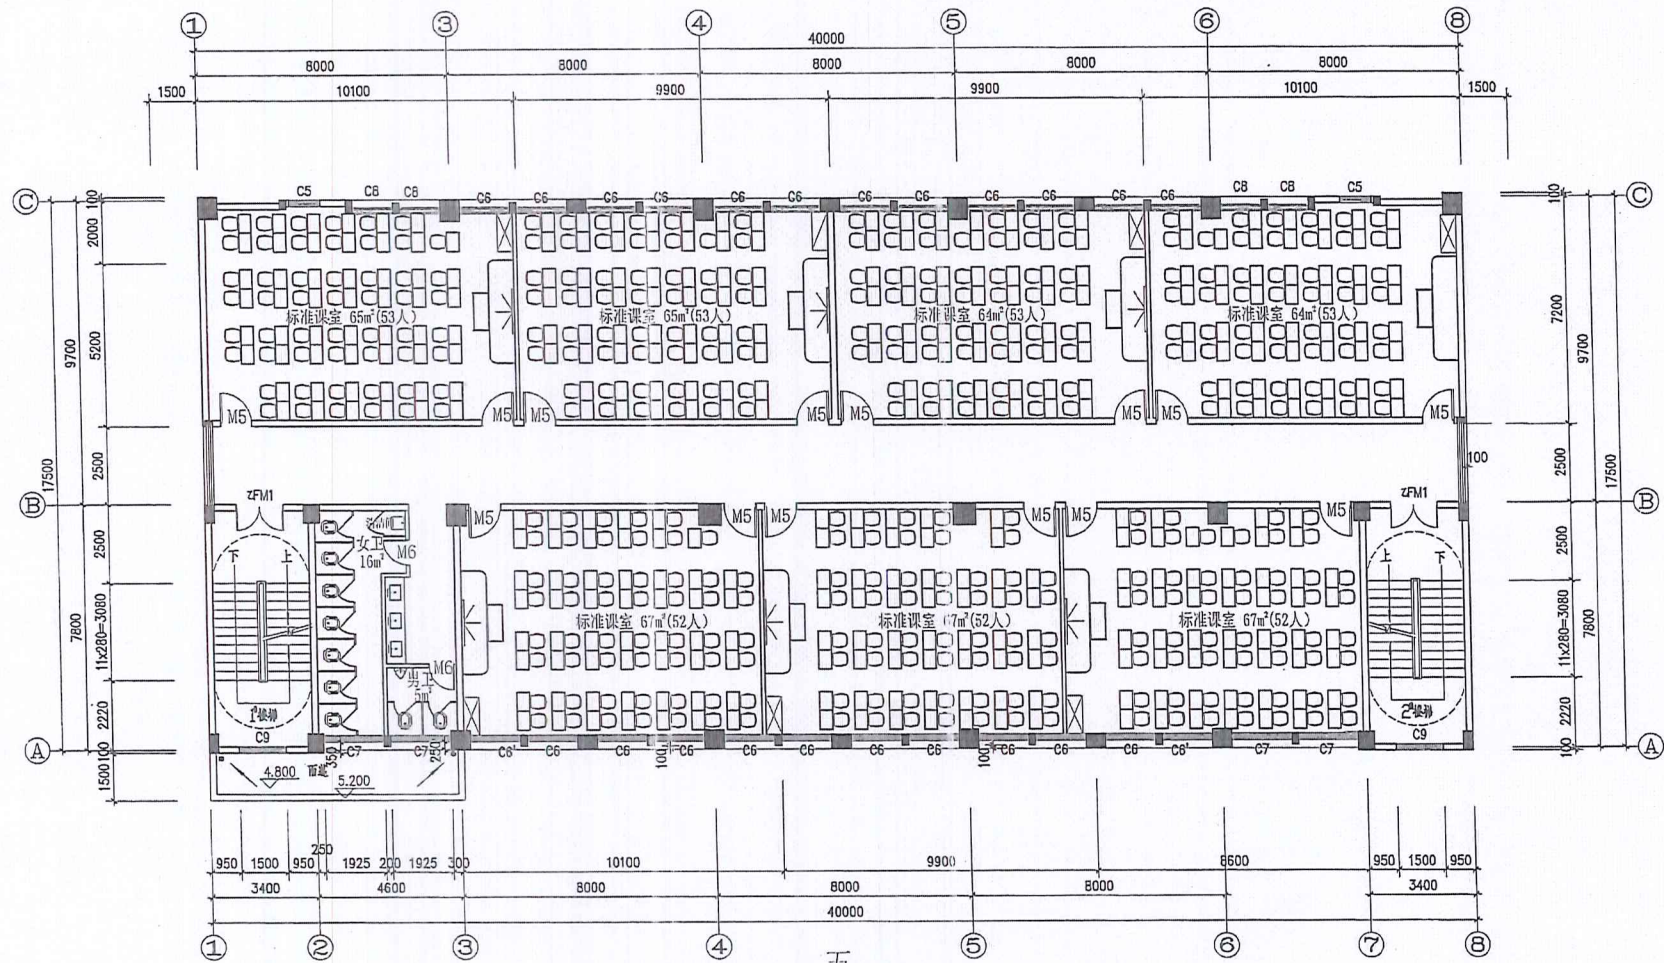 ① ③ ④ ⑤ ⑥ ⑧
40000
8000 8000 8000 8000 8000
1500 10100 9900 9900 10100 1500
C5 C8 C8 C6 C6 C6 C6 C6 C6 C6 C6 C6 C6 C6 C6 C8 C8 C5
Ⓒ 100 100 Ⓒ
2000
标准课室 65m²(53人) 标准课室 65m²(53人) 标准课室 64m²(53人) 标准课室 64m²(53人)
9700 5200 7200 9700
M5 M5 M5 M5 M5 M5 M5 M5
17500 2500 100 2500 17500
ZFM1 ZFM1
Ⓑ Ⓑ
M5 M5 M5 M5 M5 M5
女卫 M6
16m²
下 上 上 下
2500 2500
7800 11x280=3080 11x280=3080 7800
标准课室 67m²(52人) 标准课室 67m²(52人) 标准课室 67m²(52人)
M6
男卫
2220 2220
1#楼梯 2#楼梯
C9 C9
Ⓐ 100 C7 C7 C6' C6 C6 C6 C6 C6 C6 C6 C6 C6 C6 C6' C7 C7 100 Ⓐ
1500 350 250 100 100
4.800 雨篷
5.200
250
950 1500 950 1925 200 1925 300 10100 9900 8600 950 1500 950
3400 4600 8000 8000 8000 3400
40000
① ② ③ ④ ⑤ ⑥ ⑦ ⑧